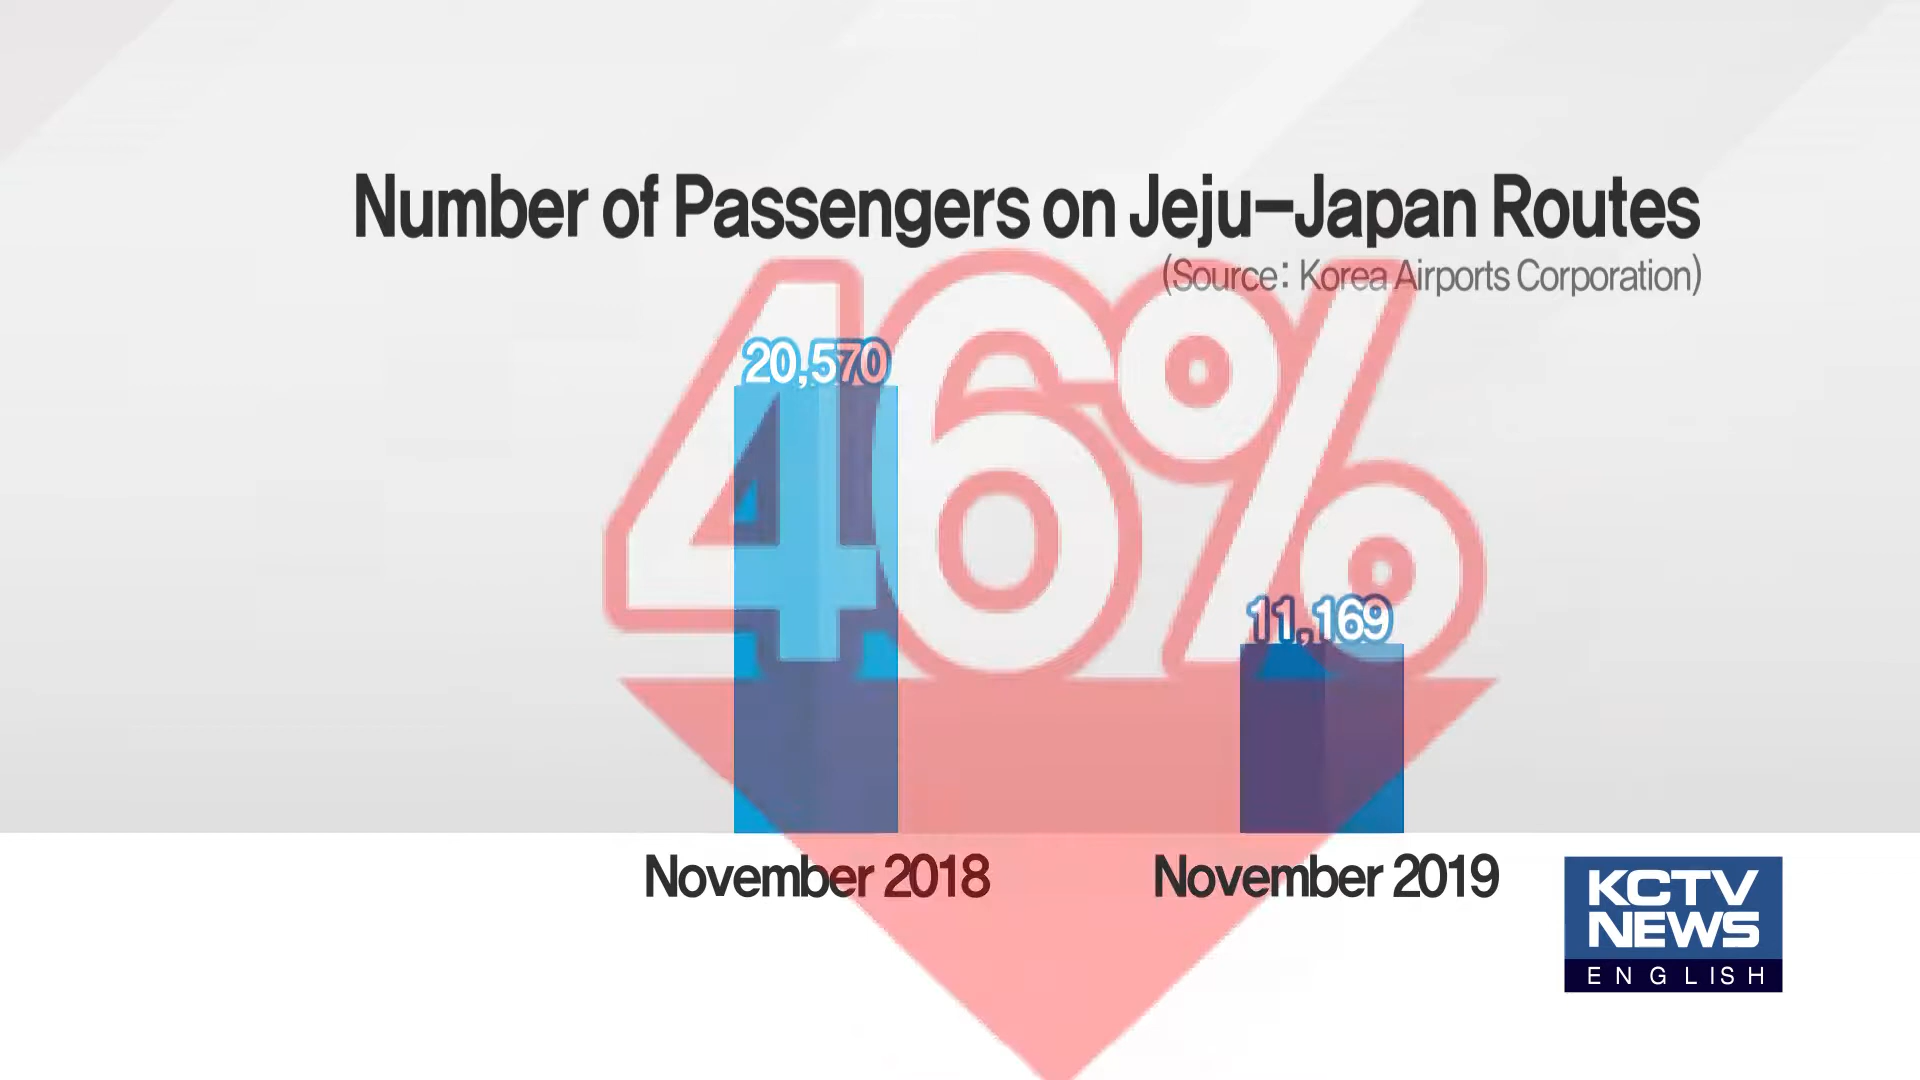 Number of Passengers on Jeju-Japan Routes
(Source: Korea Airports Corporation)
46%
20,570
11,169
November 2018
November 2019
KCTV
NEWS
ENGLISH